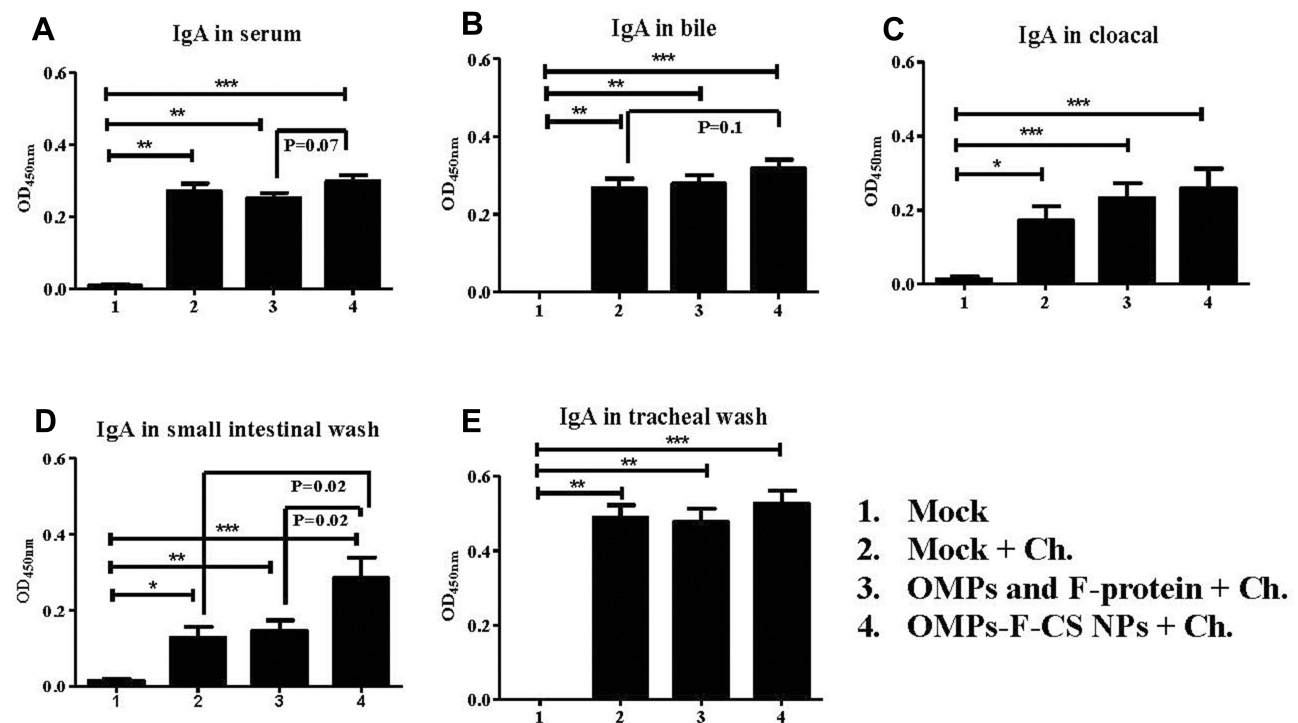 A
IgA in serum
OD450nm
0.6
0.4
0.2
0.0
***
**
**
P=0.07
1 2 3 4
B
IgA in bile
OD450nm
0.6
0.4
0.2
0.0
***
**
**
P=0.1
1 2 3 4
C
IgA in cloacal
OD450nm
0.6
0.4
0.2
0.0
***
***
*
1 2 3 4
D
IgA in small intestinal wash
OD450nm
0.6
0.4
0.2
0.0
P=0.02
P=0.02
***
**
*
1 2 3 4
E
IgA in tracheal wash
OD450nm
0.6
0.4
0.2
0.0
***
**
**
1 2 3 4
1. Mock
2. Mock + Ch.
3. OMPs and F-protein + Ch.
4. OMPs-F-CS NPs + Ch.